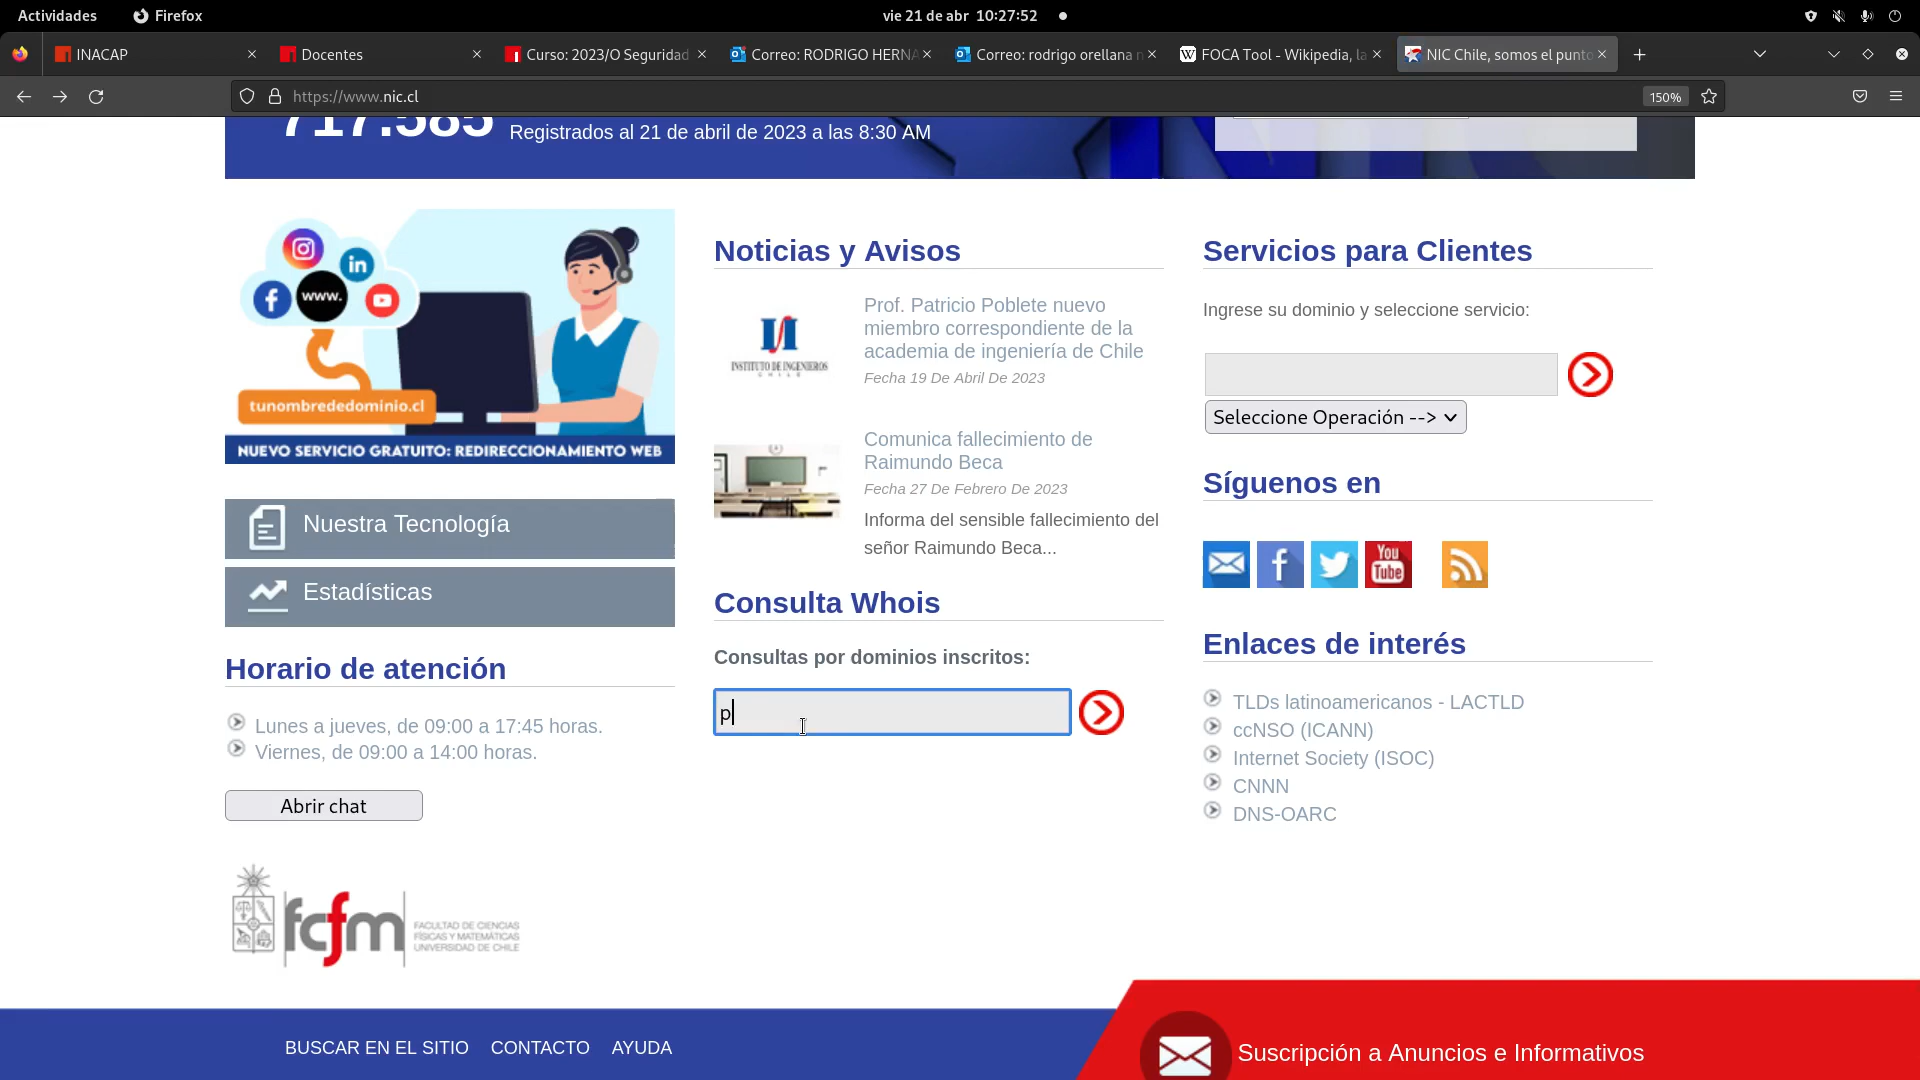 Actividades
Firefox
vie 21 de abr 10:27:52
INACAP
Docentes
Curso: 2023/O Seguridad
Correo: RODRIGO HERNA
Correo: rodrigo orellana n
FOCA Tool - Wikipedia, la
NIC Chile, somos el punto
https://www.nic.cl
150%
717.585 Registrados al 21 de abril de 2023 a las 8:30 AM
www.
tunombrededominio.cl
NUEVO SERVICIO GRATUITO: REDIRECCIONAMIENTO WEB
Nuestra Tecnología
Estadísticas
Horario de atención
Lunes a jueves, de 09:00 a 17:45 horas.
Viernes, de 09:00 a 14:00 horas.
Abrir chat
fcfm
FACULTAD DE CIENCIAS
FÍSICAS Y MATEMÁTICAS
UNIVERSIDAD DE CHILE
Noticias y Avisos
INSTITUTO DE INGENIEROS
CHILE
Prof. Patricio Poblete nuevo
miembro correspondiente de la
academia de ingeniería de Chile
Fecha 19 De Abril De 2023
Comunica fallecimiento de
Raimundo Beca
Fecha 27 De Febrero De 2023
Informa del sensible fallecimiento del
señor Raimundo Beca...
Consulta Whois
Consultas por dominios inscritos:
p
Servicios para Clientes
Ingrese su dominio y seleccione servicio:
Seleccione Operación -->
Síguenos en
You
Tube
Enlaces de interés
TLDs latinoamericanos - LACTLD
ccNSO (ICANN)
Internet Society (ISOC)
CNNN
DNS-OARC
BUSCAR EN EL SITIO
CONTACTO
AYUDA
Suscripción a Anuncios e Informativos